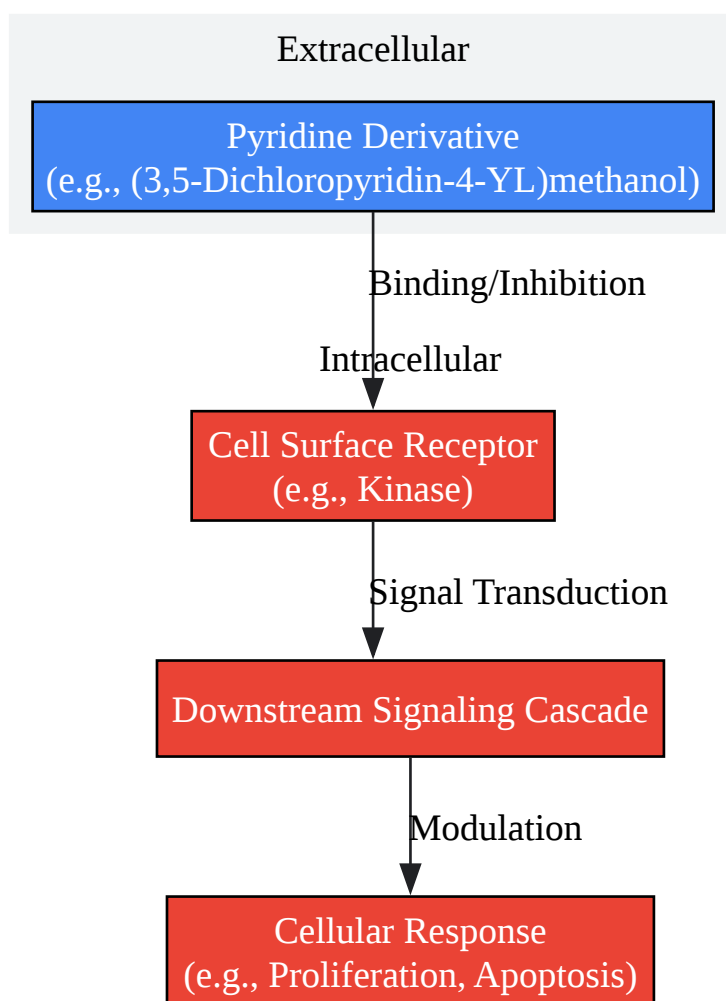 Extracellular
Pyridine Derivative
(e.g., (3,5-Dichloropyridin-4-YL)methanol)
Binding/Inhibition
Intracellular
Cell Surface Receptor
(e.g., Kinase)
Signal Transduction
Downstream Signaling Cascade
Modulation
Cellular Response
(e.g., Proliferation, Apoptosis)